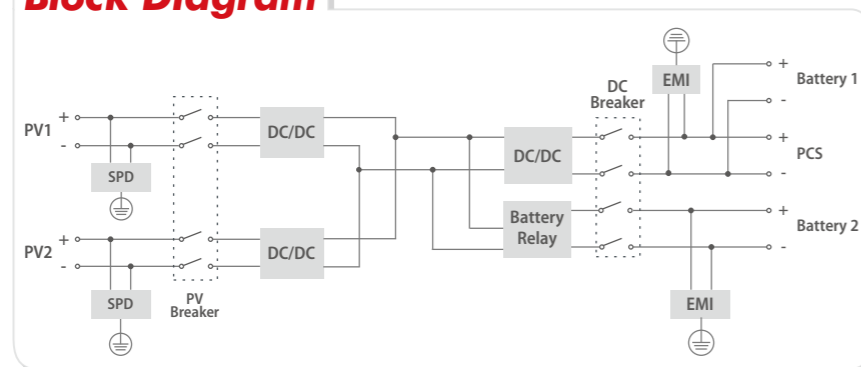 Block Diagram
PV1
+
-
SPD
DC/DC
PV2
+
-
SPD
PV
Breaker
DC/DC
DC/DC
Battery
Relay
DC
Breaker
EMI
+
Battery 1
-
+
PCS
-
+
Battery 2
-
EMI